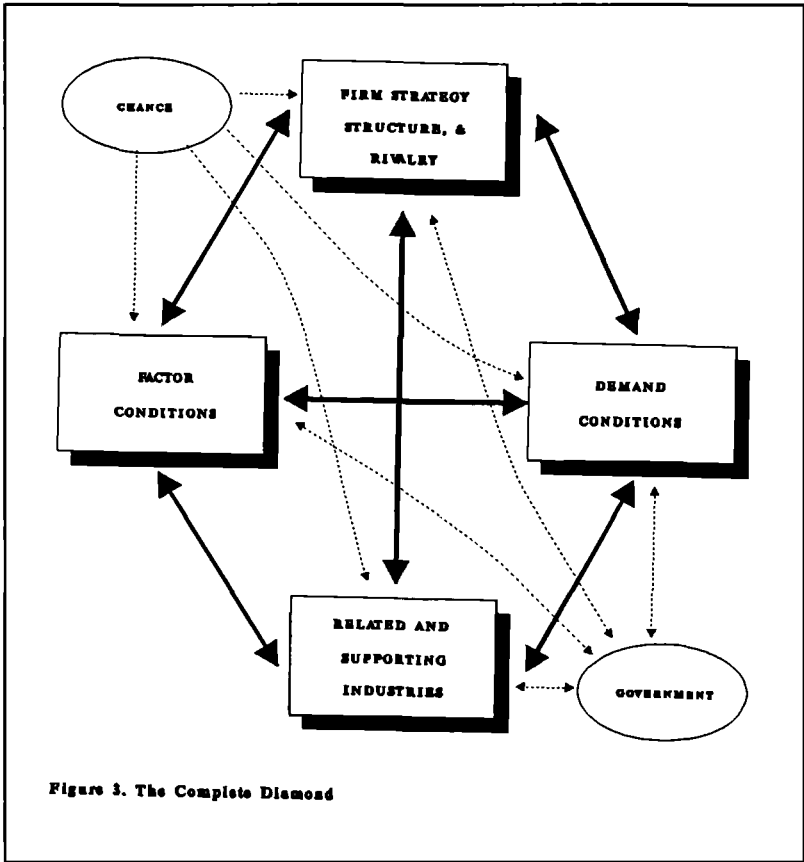 CHANCE
FIRM STRATEGY
STRUCTURE, &
RIVALRY
FACTOR
CONDITIONS
DEMAND
CONDITIONS
RELATED AND
SUPPORTING
INDUSTRIES
GOVERNMENT
Figure 3. The Complete Diamond